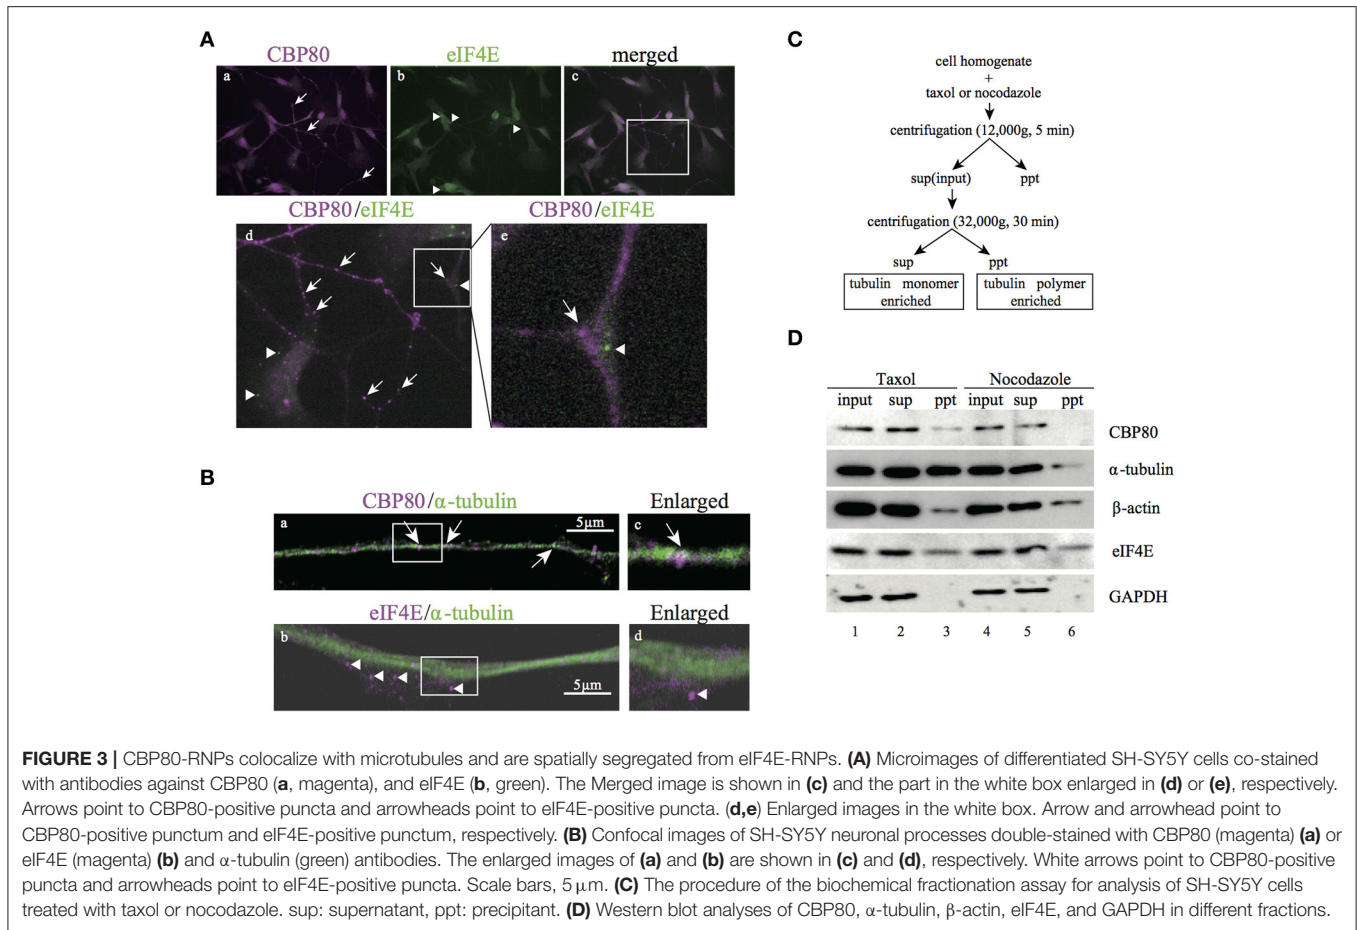 A
CBP80
eIF4E
merged
a
b
c
CBP80/eIF4E
CBP80/eIF4E
d
e
B
CBP80/α-tubulin
Enlarged
a
5μm
c
eIF4E/α-tubulin
Enlarged
b
5μm
d
C
cell homogenate
+
taxol or nocodazole
centrifugation (12,000g, 5 min)
sup(input)
ppt
centrifugation (32,000g, 30 min)
sup
ppt
tubulin monomer
enriched
tubulin polymer
enriched
D
Taxol
Nocodazole
input sup ppt input sup ppt
CBP80
α-tubulin
β-actin
eIF4E
GAPDH
1 2 3 4 5 6
FIGURE 3 | CBP80-RNPs colocalize with microtubules and are spatially segregated from eIF4E-RNPs. (A) Microimages of differentiated SH-SY5Y cells co-stained
with antibodies against CBP80 (a, magenta), and eIF4E (b, green). The Merged image is shown in (c) and the part in the white box enlarged in (d) or (e), respectively.
Arrows point to CBP80-positive puncta and arrowheads point to eIF4E-positive puncta. (d,e) Enlarged images in the white box. Arrow and arrowhead point to
CBP80-positive punctum and eIF4E-positive punctum, respectively. (B) Confocal images of SH-SY5Y neuronal processes double-stained with CBP80 (magenta) (a) or
eIF4E (magenta) (b) and α-tubulin (green) antibodies. The enlarged images of (a) and (b) are shown in (c) and (d), respectively. White arrows point to CBP80-positive
puncta and arrowheads point to eIF4E-positive puncta. Scale bars, 5 μm. (C) The procedure of the biochemical fractionation assay for analysis of SH-SY5Y cells
treated with taxol or nocodazole. sup: supernatant, ppt: precipitant. (D) Western blot analyses of CBP80, α-tubulin, β-actin, eIF4E, and GAPDH in different fractions.